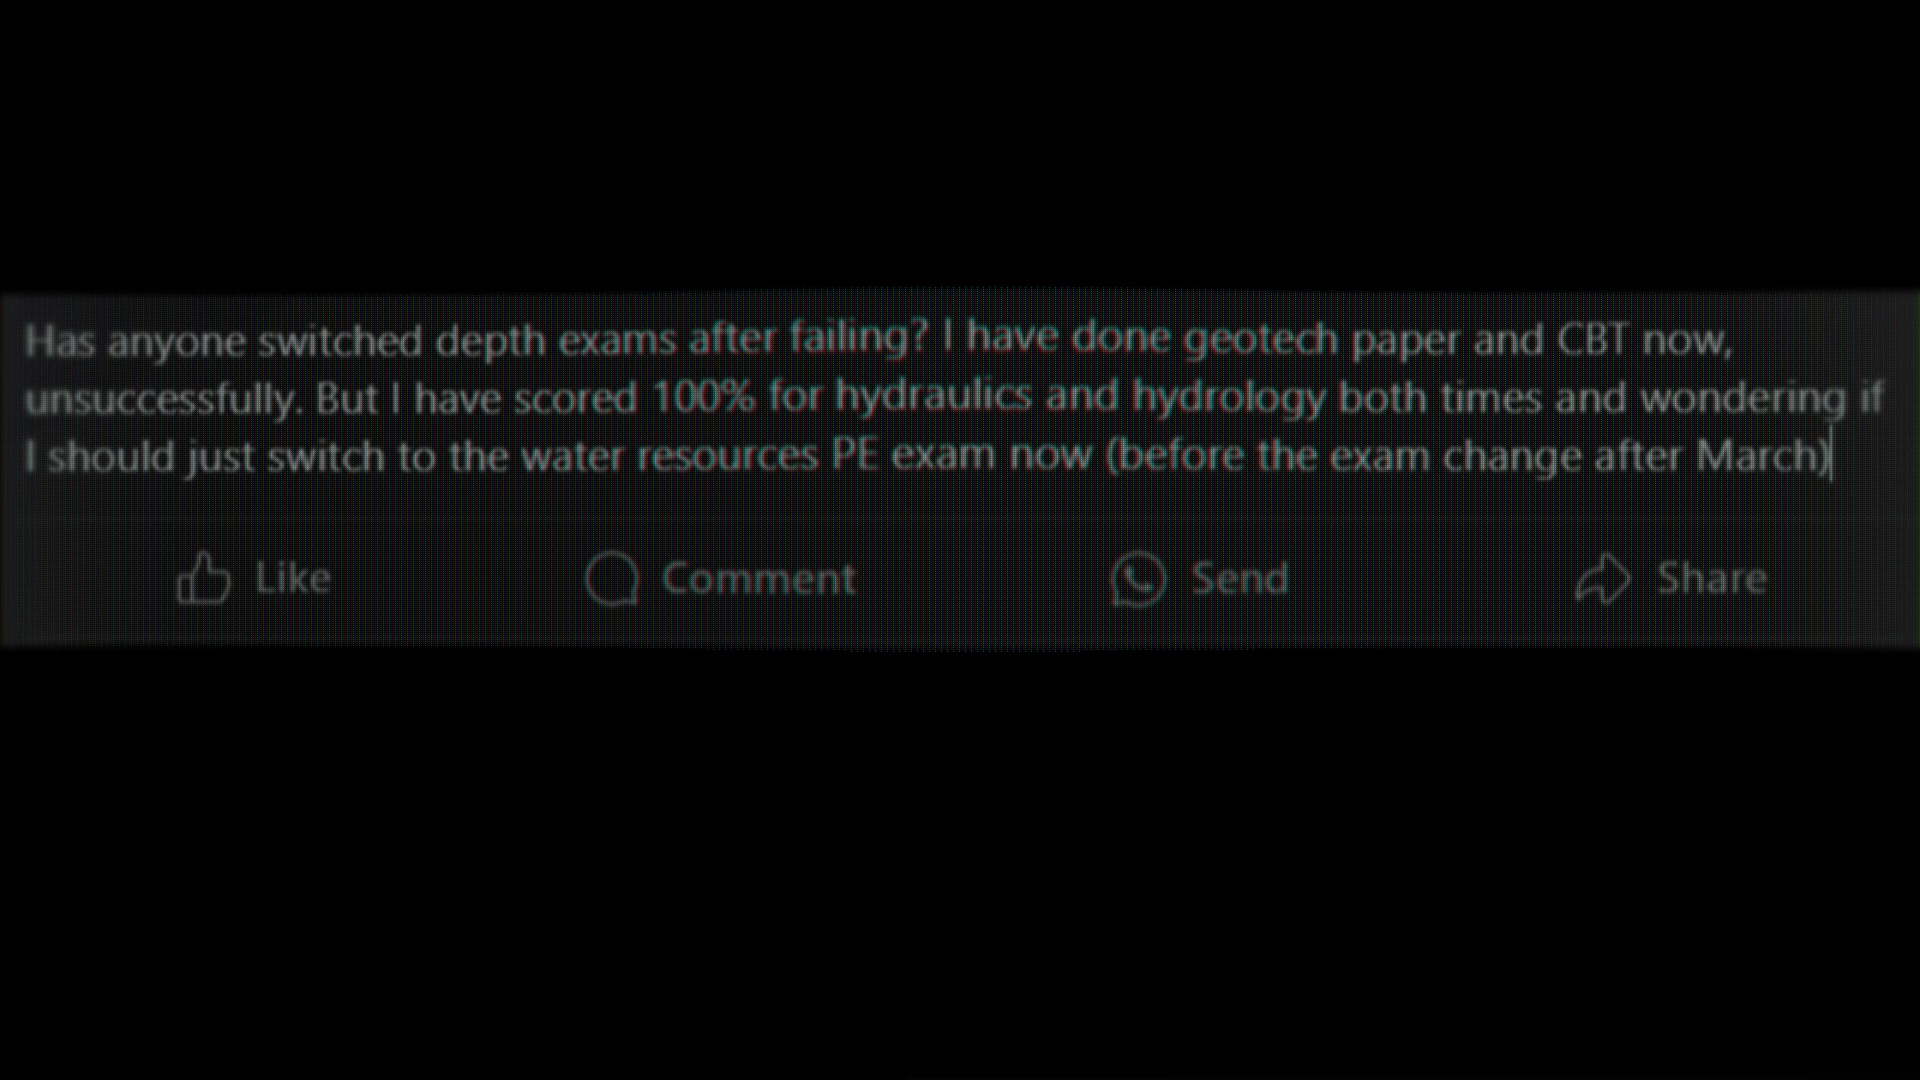 Has anyone switched depth exams after failing? I have done geotech paper and CBT now,
unsuccessfully. But I have scored 100% for hydraulics and hydrology both times and wondering if
I should just switch to the water resources PE exam now (before the exam change after March)
Like Comment Send Share